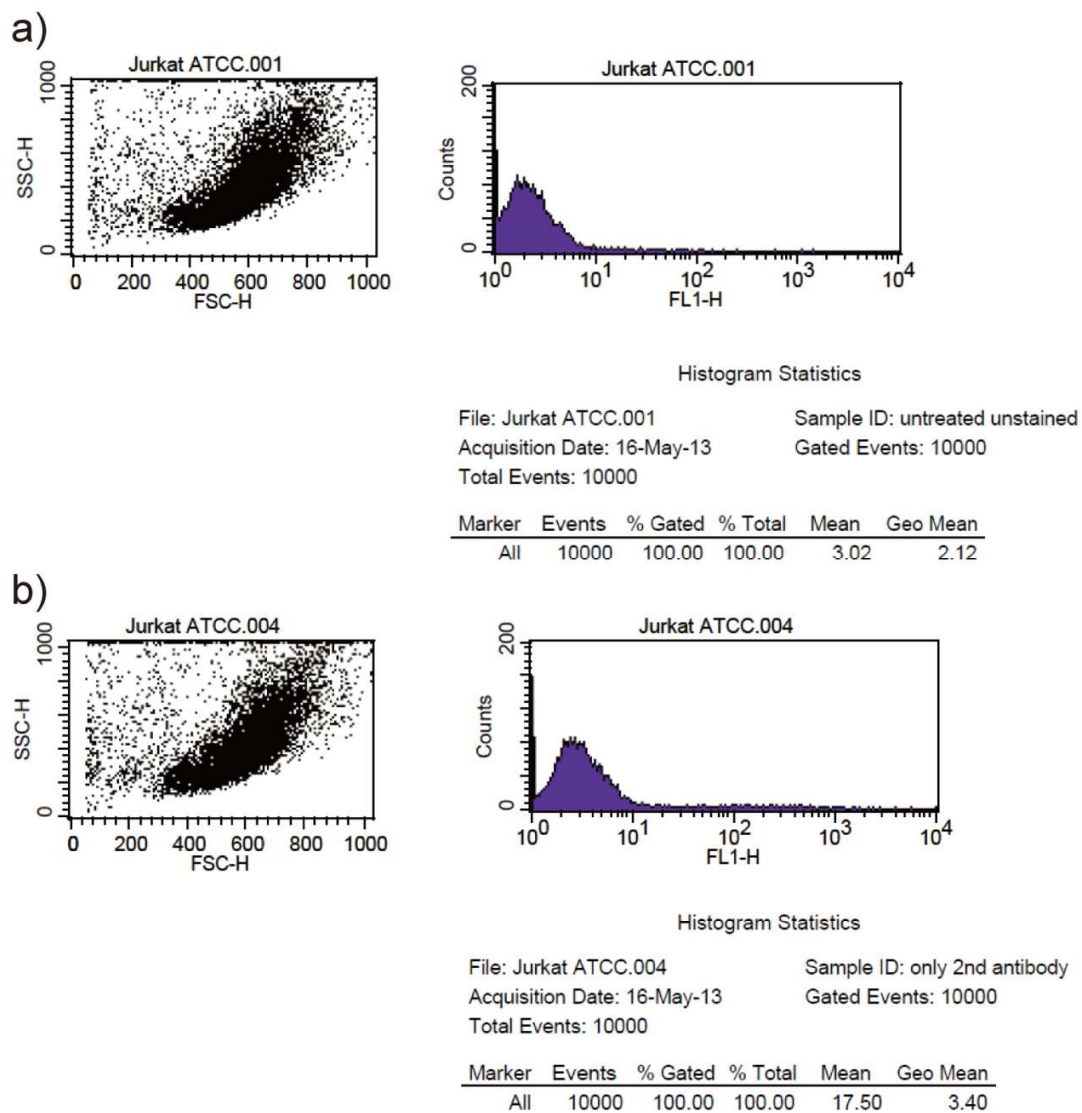 a)
Jurkat ATCC.001
1000
SSC-H
0
0 200 400 600 800 1000
FSC-H
Jurkat ATCC.001
200
Counts
0
10^0 10^1 10^2 10^3 10^4
FL1-H
Histogram Statistics
File: Jurkat ATCC.001 Sample ID: untreated unstained
Acquisition Date: 16-May-13 Gated Events: 10000
Total Events: 10000
Marker Events % Gated % Total Mean Geo Mean
All 10000 100.00 100.00 3.02 2.12
b)
Jurkat ATCC.004
1000
SSC-H
0
0 200 400 600 800 1000
FSC-H
Jurkat ATCC.004
200
Counts
0
10^0 10^1 10^2 10^3 10^4
FL1-H
Histogram Statistics
File: Jurkat ATCC.004 Sample ID: only 2nd antibody
Acquisition Date: 16-May-13 Gated Events: 10000
Total Events: 10000
Marker Events % Gated % Total Mean Geo Mean
All 10000 100.00 100.00 17.50 3.40